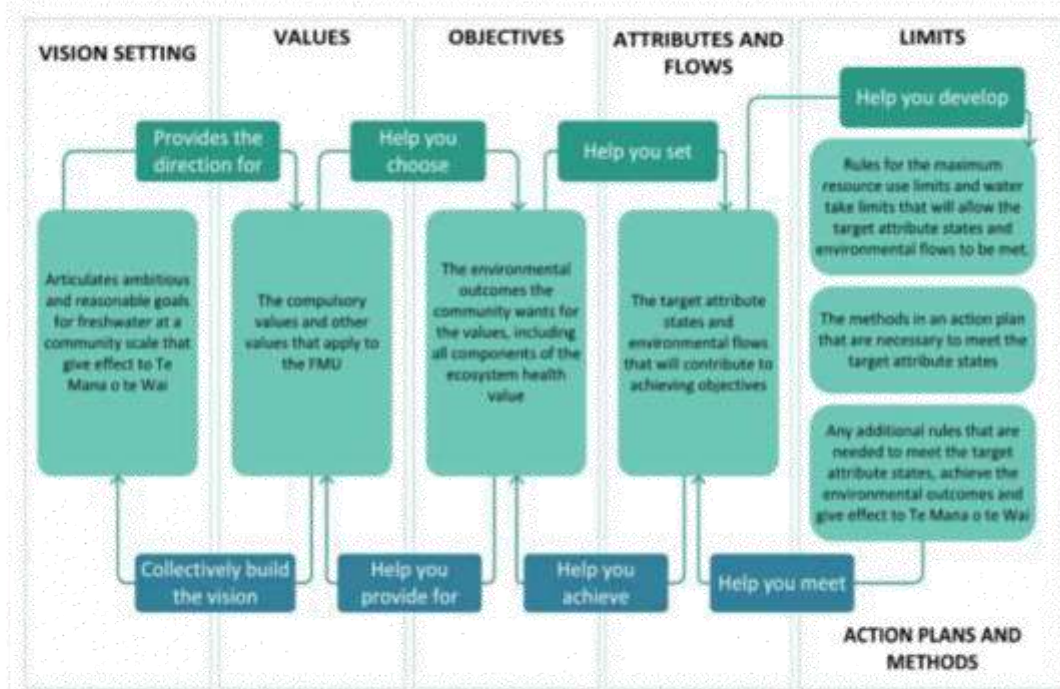 VISION SETTING
VALUES
OBJECTIVES
ATTRIBUTES AND
FLOWS
LIMITS
Provides the
direction for
Help you
choose
Help you set
Help you develop
Articulates ambitious
and reasonable goals
for freshwater at a
community scale that
give effect to Te
Mana o te Wai
The compulsory
values and other
values that apply to
the FMU
The environmental
outcomes the
community wants for
the values, including
all components of the
ecosystem health
value
The target attribute
states and
environmental flows
that will contribute to
achieving objectives
Rules for the maximum
resource use limits and water
take limits that will allow the
target attribute states and
environmental flows to be met.
The methods in an action plan
that are necessary to meet the
target attribute states
Any additional rules that are
needed to meet the target
attribute states, achieve the
environmental outcomes and
give effect to Te Mana o te Wai
Collectively build
the vision
Help you
provide for
Help you
achieve
Help you meet
ACTION PLANS AND
METHODS